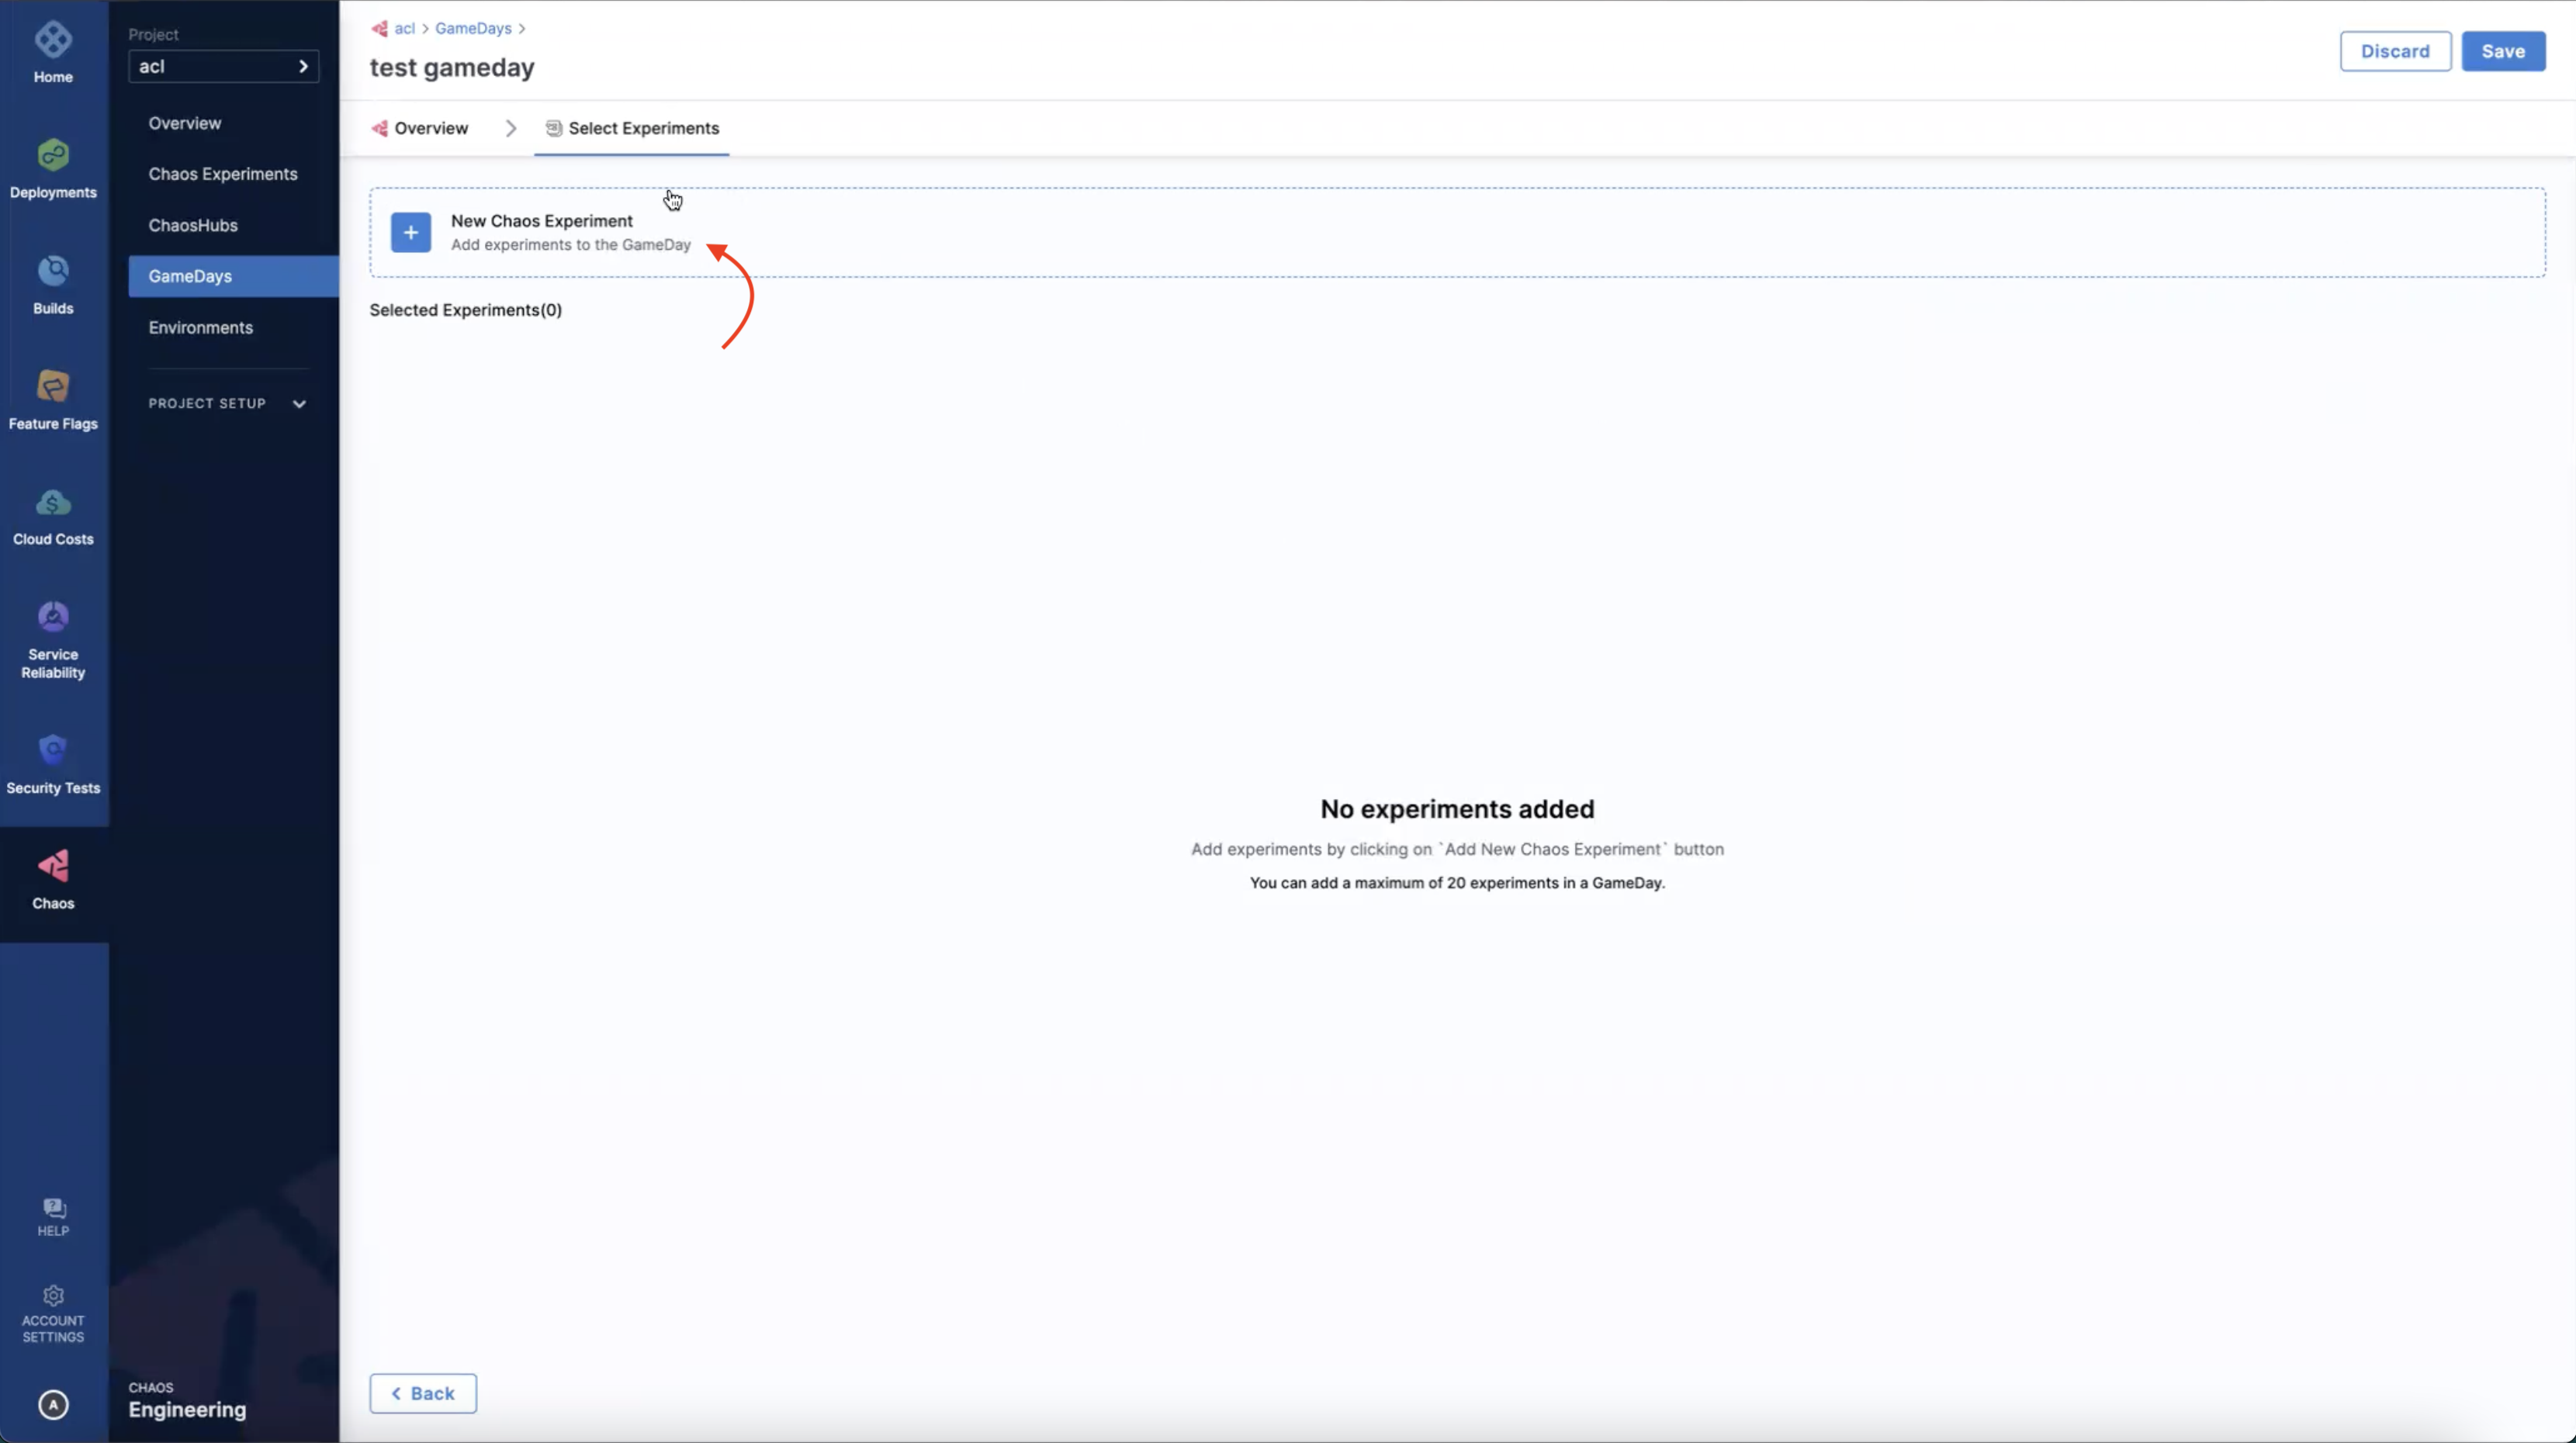 Home
Deployments
Builds
Feature Flags
Cloud Costs
Service
Reliability
Security Tests
Chaos
HELP
ACCOUNT
SETTINGS
A
Project
acl
Overview
Chaos Experiments
ChaosHubs
GameDays
Environments
PROJECT SETUP
CHAOS
Engineering
acl > GameDays >
test gameday
Discard
Save
Overview
Select Experiments
New Chaos Experiment
Add experiments to the GameDay
Selected Experiments(0)
No experiments added
Add experiments by clicking on `Add New Chaos Experiment` button
You can add a maximum of 20 experiments in a GameDay.
Back